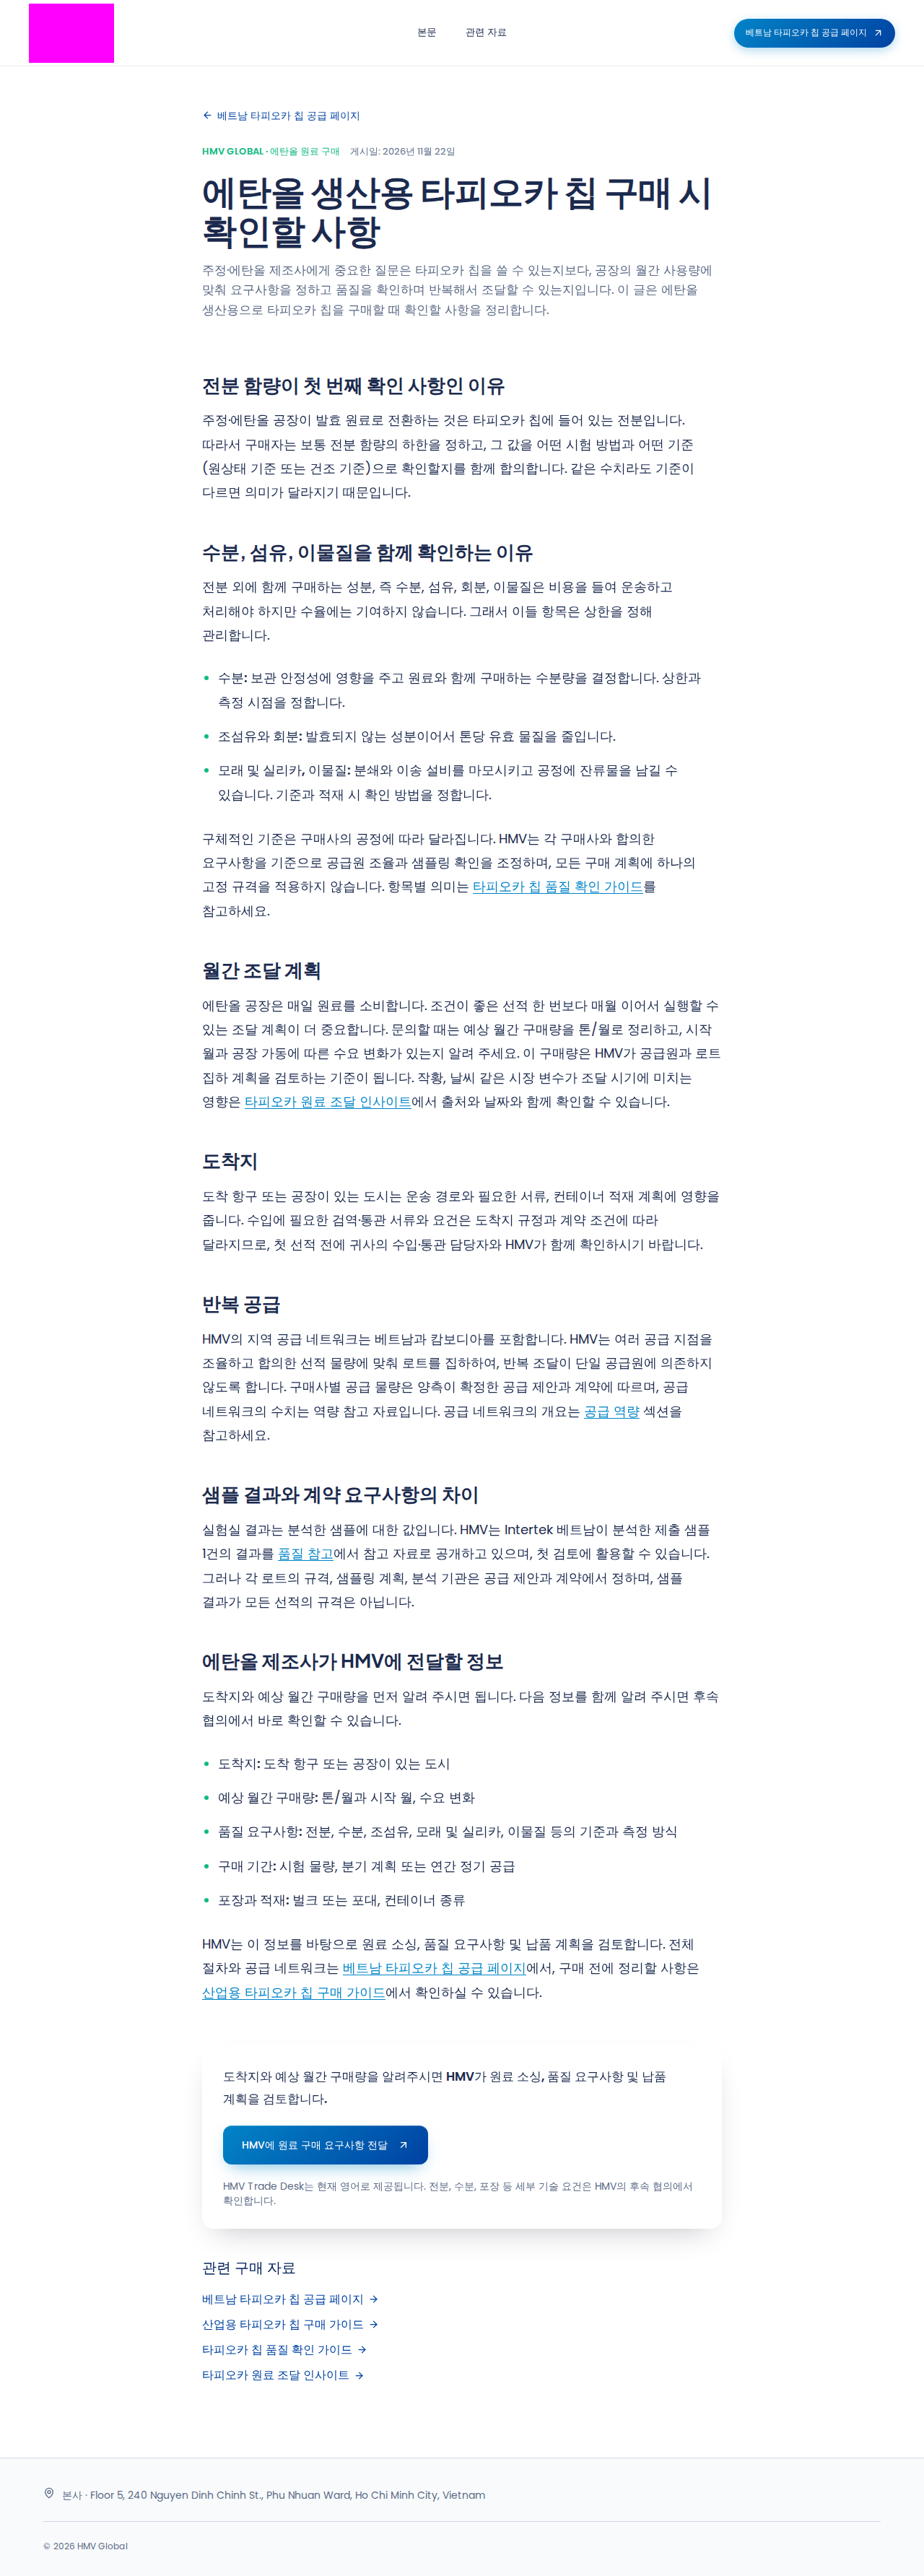 본문
관련 자료
베트남 타피오카 칩 공급 페이지
베트남 타피오카 칩 공급 페이지
HMV GLOBAL · 에탄올 원료 구매 게시일: 2026년 11월 22일
에탄올 생산용 타피오카 칩 구매 시
확인할 사항
주정·에탄올 제조사에게 중요한 질문은 타피오카 칩을 쓸 수 있는지보다, 공장의 월간 사용량에
맞춰 요구사항을 정하고 품질을 확인하며 반복해서 조달할 수 있는지입니다. 이 글은 에탄올
생산용으로 타피오카 칩을 구매할 때 확인할 사항을 정리합니다.
전분 함량이 첫 번째 확인 사항인 이유
주정·에탄올 공장이 발효 원료로 전환하는 것은 타피오카 칩에 들어 있는 전분입니다.
따라서 구매자는 보통 전분 함량의 하한을 정하고, 그 값을 어떤 시험 방법과 어떤 기준
(원상태 기준 또는 건조 기준)으로 확인할지를 함께 합의합니다. 같은 수치라도 기준이
다르면 의미가 달라지기 때문입니다.
수분, 섬유, 이물질을 함께 확인하는 이유
전분 외에 함께 구매하는 성분, 즉 수분, 섬유, 회분, 이물질은 비용을 들여 운송하고
처리해야 하지만 수율에는 기여하지 않습니다. 그래서 이들 항목은 상한을 정해
관리합니다.
수분: 보관 안정성에 영향을 주고 원료와 함께 구매하는 수분량을 결정합니다. 상한과
측정 시점을 정합니다.
조섬유와 회분: 발효되지 않는 성분이어서 톤당 유효 물질을 줄입니다.
모래 및 실리카, 이물질: 분쇄와 이송 설비를 마모시키고 공정에 잔류물을 남길 수
있습니다. 기준과 적재 시 확인 방법을 정합니다.
구체적인 기준은 구매사의 공정에 따라 달라집니다. HMV는 각 구매사와 합의한
요구사항을 기준으로 공급원 조율과 샘플링 확인을 조정하며, 모든 구매 계획에 하나의
고정 규격을 적용하지 않습니다. 항목별 의미는 타피오카 칩 품질 확인 가이드를
참고하세요.
월간 조달 계획
에탄올 공장은 매일 원료를 소비합니다. 조건이 좋은 선적 한 번보다 매월 이어서 실행할 수
있는 조달 계획이 더 중요합니다. 문의할 때는 예상 월간 구매량을 톤/월로 정리하고, 시작
월과 공장 가동에 따른 수요 변화가 있는지 알려 주세요. 이 구매량은 HMV가 공급원과 로트
집하 계획을 검토하는 기준이 됩니다. 작황, 날씨 같은 시장 변수가 조달 시기에 미치는
영향은 타피오카 원료 조달 인사이트에서 출처와 날짜와 함께 확인할 수 있습니다.
도착지
도착 항구 또는 공장이 있는 도시는 운송 경로와 필요한 서류, 컨테이너 적재 계획에 영향을
줍니다. 수입에 필요한 검역·통관 서류와 요건은 도착지 규정과 계약 조건에 따라
달라지므로, 첫 선적 전에 귀사의 수입·통관 담당자와 HMV가 함께 확인하시기 바랍니다.
반복 공급
HMV의 지역 공급 네트워크는 베트남과 캄보디아를 포함합니다. HMV는 여러 공급 지점을
조율하고 합의한 선적 물량에 맞춰 로트를 집하하여, 반복 조달이 단일 공급원에 의존하지
않도록 합니다. 구매사별 공급 물량은 양측이 확정한 공급 제안과 계약에 따르며, 공급
네트워크의 수치는 역량 참고 자료입니다. 공급 네트워크의 개요는 공급 역량 섹션을
참고하세요.
샘플 결과와 계약 요구사항의 차이
실험실 결과는 분석한 샘플에 대한 값입니다. HMV는 Intertek 베트남이 분석한 제출 샘플
1건의 결과를 품질 참고에서 참고 자료로 공개하고 있으며, 첫 검토에 활용할 수 있습니다.
그러나 각 로트의 규격, 샘플링 계획, 분석 기관은 공급 제안과 계약에서 정하며, 샘플
결과가 모든 선적의 규격은 아닙니다.
에탄올 제조사가 HMV에 전달할 정보
도착지와 예상 월간 구매량을 먼저 알려 주시면 됩니다. 다음 정보를 함께 알려 주시면 후속
협의에서 바로 확인할 수 있습니다.
도착지: 도착 항구 또는 공장이 있는 도시
예상 월간 구매량: 톤/월과 시작 월, 수요 변화
품질 요구사항: 전분, 수분, 조섬유, 모래 및 실리카, 이물질 등의 기준과 측정 방식
구매 기간: 시험 물량, 분기 계획 또는 연간 정기 공급
포장과 적재: 벌크 또는 포대, 컨테이너 종류
HMV는 이 정보를 바탕으로 원료 소싱, 품질 요구사항 및 납품 계획을 검토합니다. 전체
절차와 공급 네트워크는 베트남 타피오카 칩 공급 페이지에서, 구매 전에 정리할 사항은
산업용 타피오카 칩 구매 가이드에서 확인하실 수 있습니다.
도착지와 예상 월간 구매량을 알려주시면 HMV가 원료 소싱, 품질 요구사항 및 납품
계획을 검토합니다.
HMV에 원료 구매 요구사항 전달
HMV Trade Desk는 현재 영어로 제공됩니다. 전분, 수분, 포장 등 세부 기술 요건은 HMV의 후속 협의에서
확인합니다.
관련 구매 자료
베트남 타피오카 칩 공급 페이지
산업용 타피오카 칩 구매 가이드
타피오카 칩 품질 확인 가이드
타피오카 원료 조달 인사이트
본사 · Floor 5, 240 Nguyen Dinh Chinh St., Phu Nhuan Ward, Ho Chi Minh City, Vietnam
© 2026 HMV Global